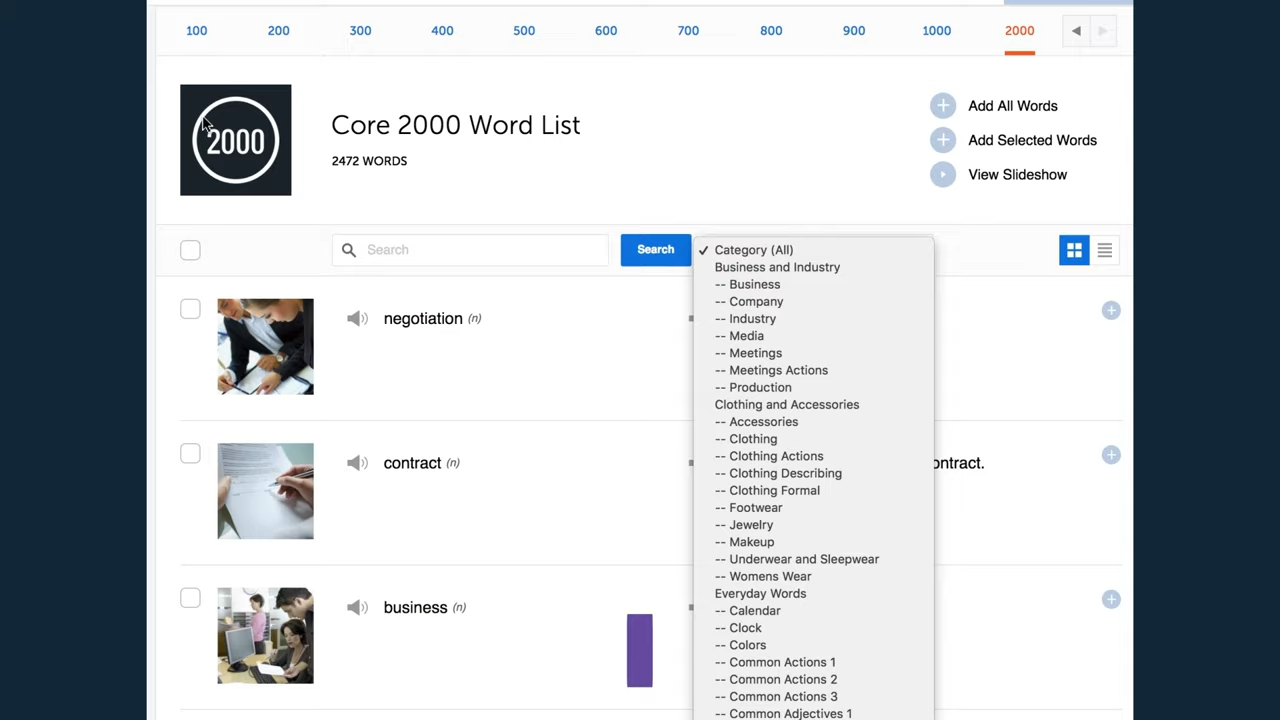 100 200 300 400 500 600 700 800 900 1000 2000
2000
Core 2000 Word List
2472 WORDS
Add All Words
Add Selected Words
View Slideshow
Search
Search
✓ Category (All)
Business and Industry
-- Business
-- Company
-- Industry
-- Media
-- Meetings
-- Meetings Actions
-- Production
Clothing and Accessories
-- Accessories
-- Clothing
-- Clothing Actions
-- Clothing Describing
-- Clothing Formal
-- Footwear
-- Jewelry
-- Makeup
-- Underwear and Sleepwear
-- Womens Wear
Everyday Words
-- Calendar
-- Clock
-- Colors
-- Common Actions 1
-- Common Actions 2
-- Common Actions 3
-- Common Adjectives 1
negotiation (n)
contract (n)
ontract.
business (n)